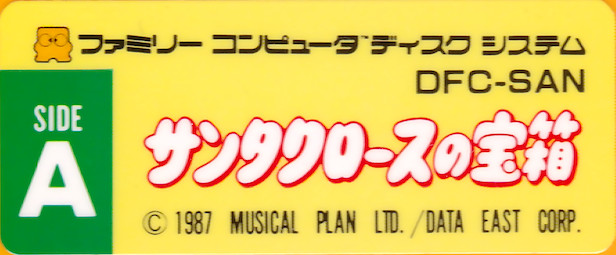 ファミリー コンピュータ™ディスク システム
DFC-SAN
SIDE
A
サンタクロースの宝箱
© 1987 MUSICAL PLAN LTD./DATA EAST CORP.